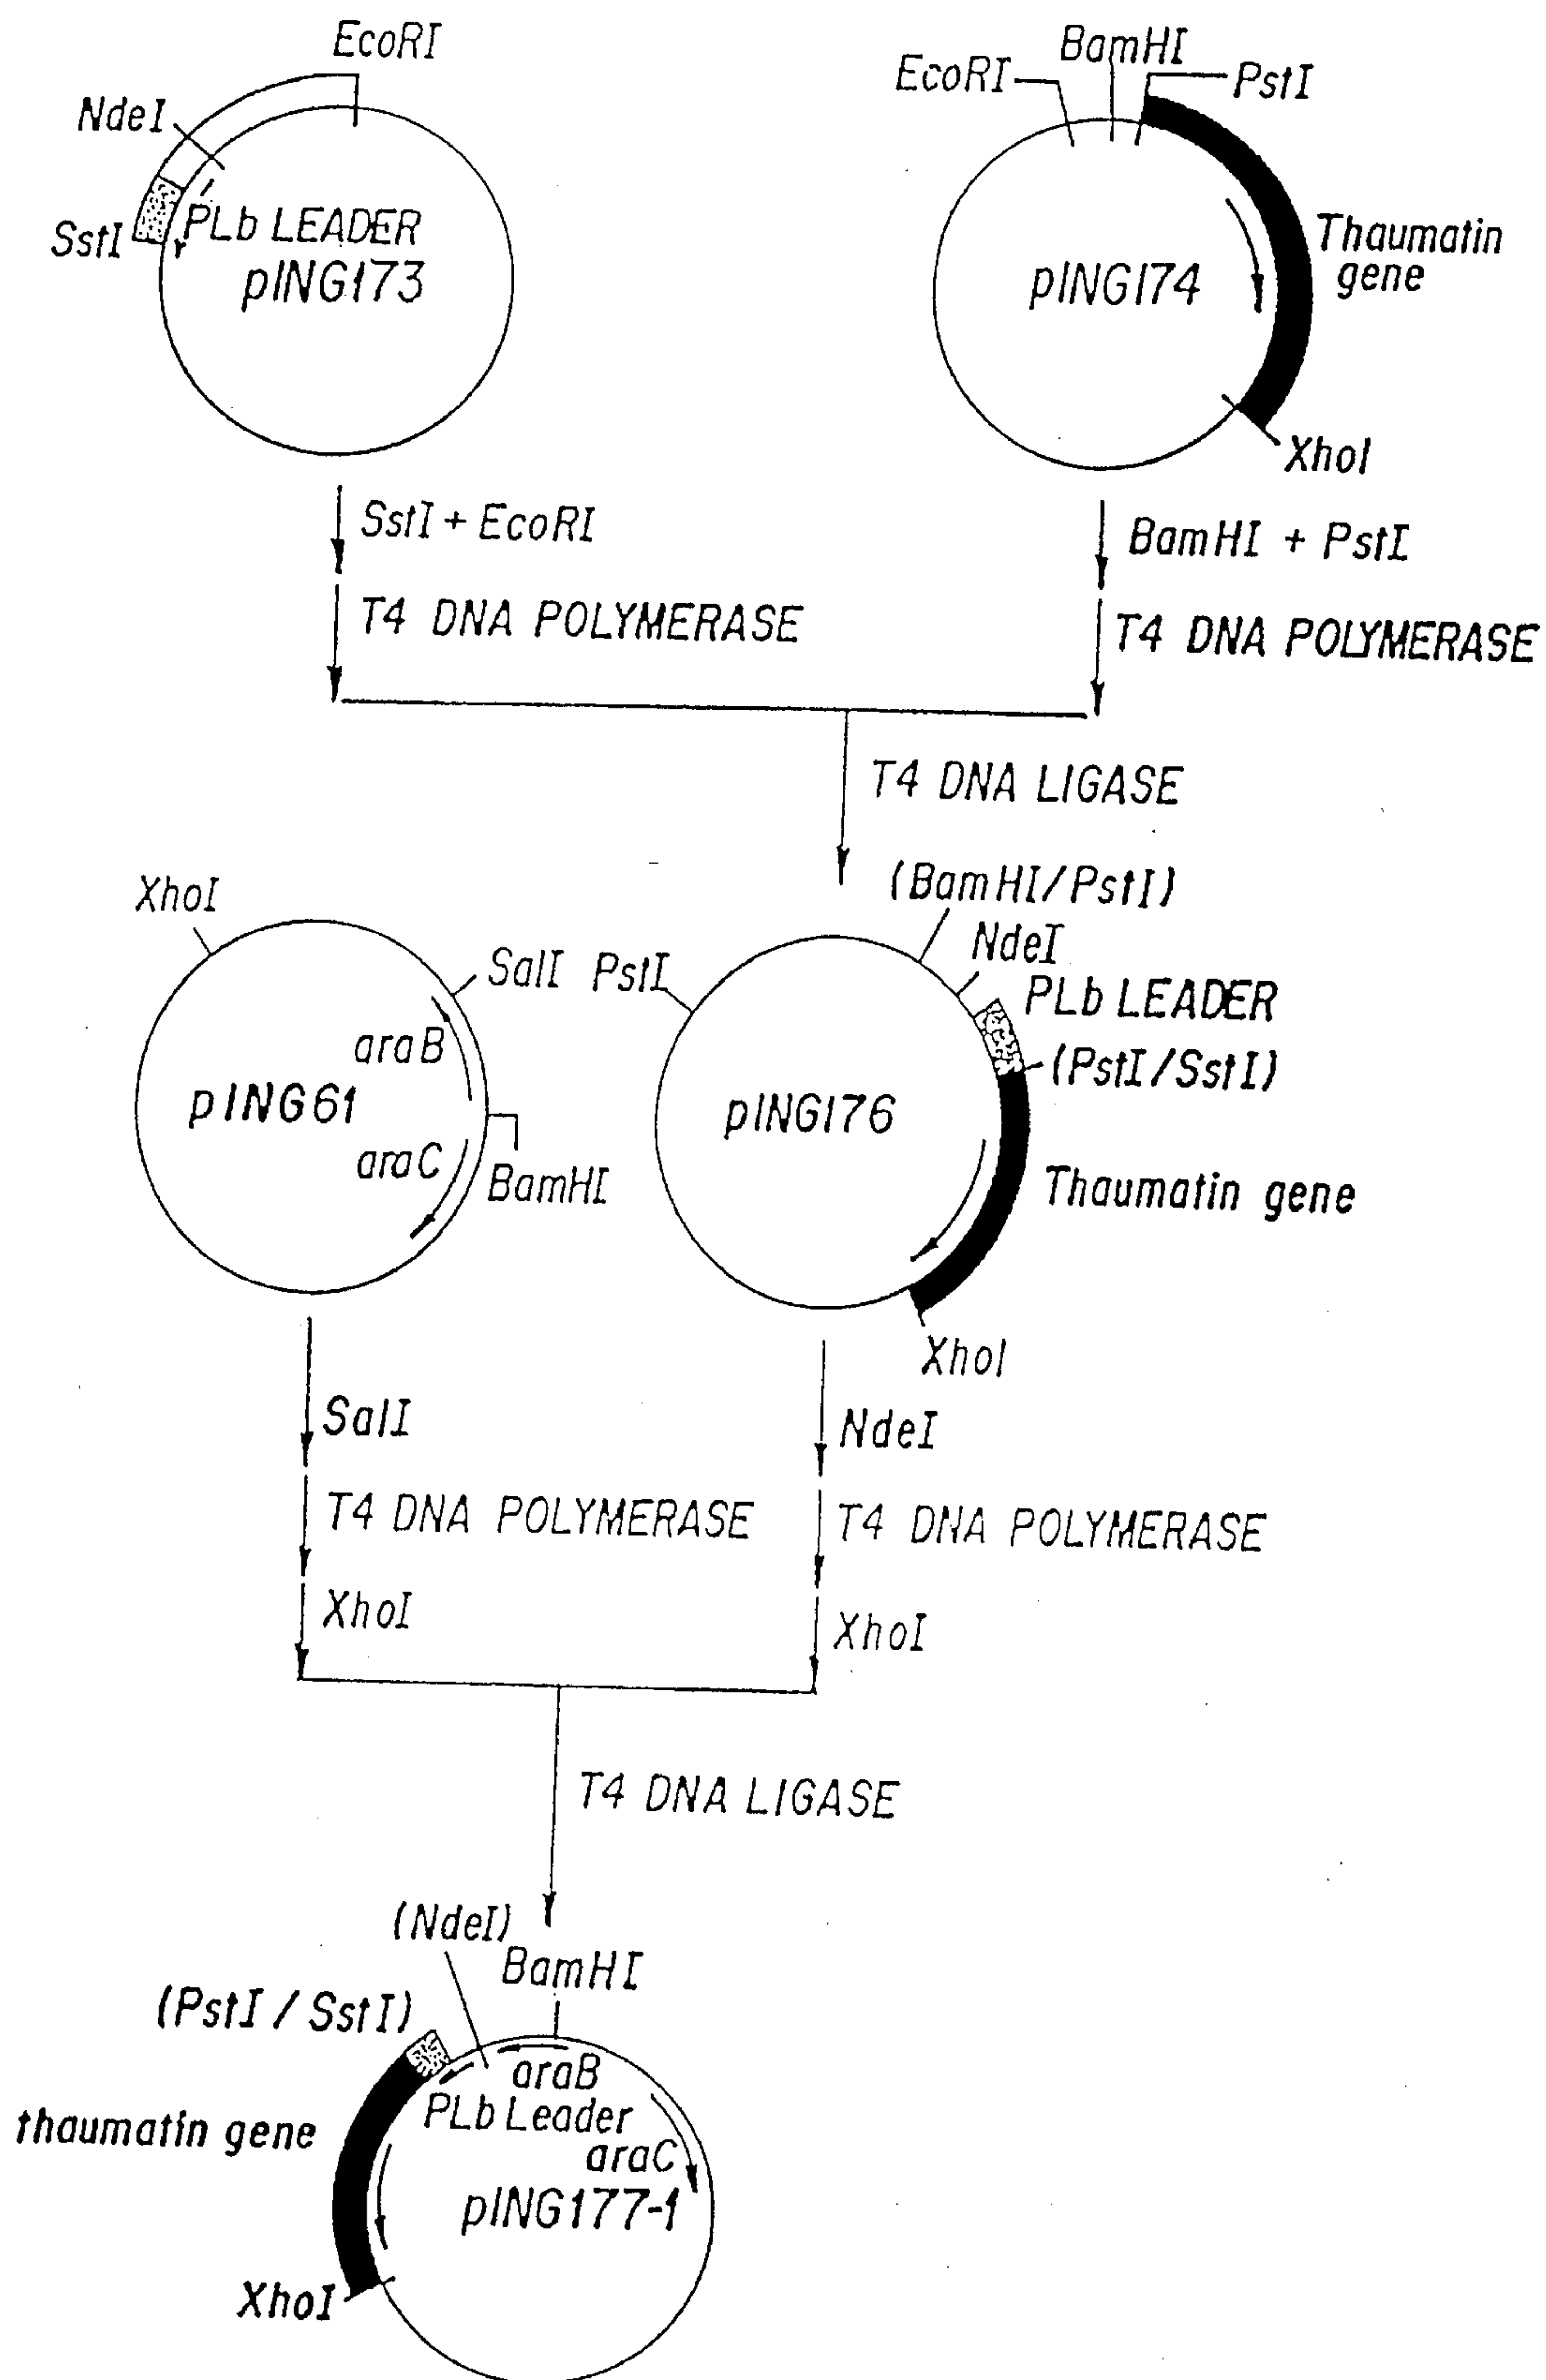 EcoRI
NdeI
SstI
PLb LEADER
pING173
EcoRI
BamHI
PstI
pING174
Thaumatin
gene
XhoI
SstI + EcoRI
T4 DNA POLYMERASE
BamHI + PstI
T4 DNA POLYMERASE
T4 DNA LIGASE
XhoI
SalI
araB
pING61
araC
BamHI
PstI
(BamHI/PstI)
NdeI
PLb LEADER
(PstI/SstI)
pING176
Thaumatin gene
XhoI
SalI
T4 DNA POLYMERASE
XhoI
NdeI
T4 DNA POLYMERASE
XhoI
T4 DNA LIGASE
(NdeI)
BamHI
(PstI / SstI)
araB
PLb Leader
thaumatin gene
araC
pING177-1
XhoI